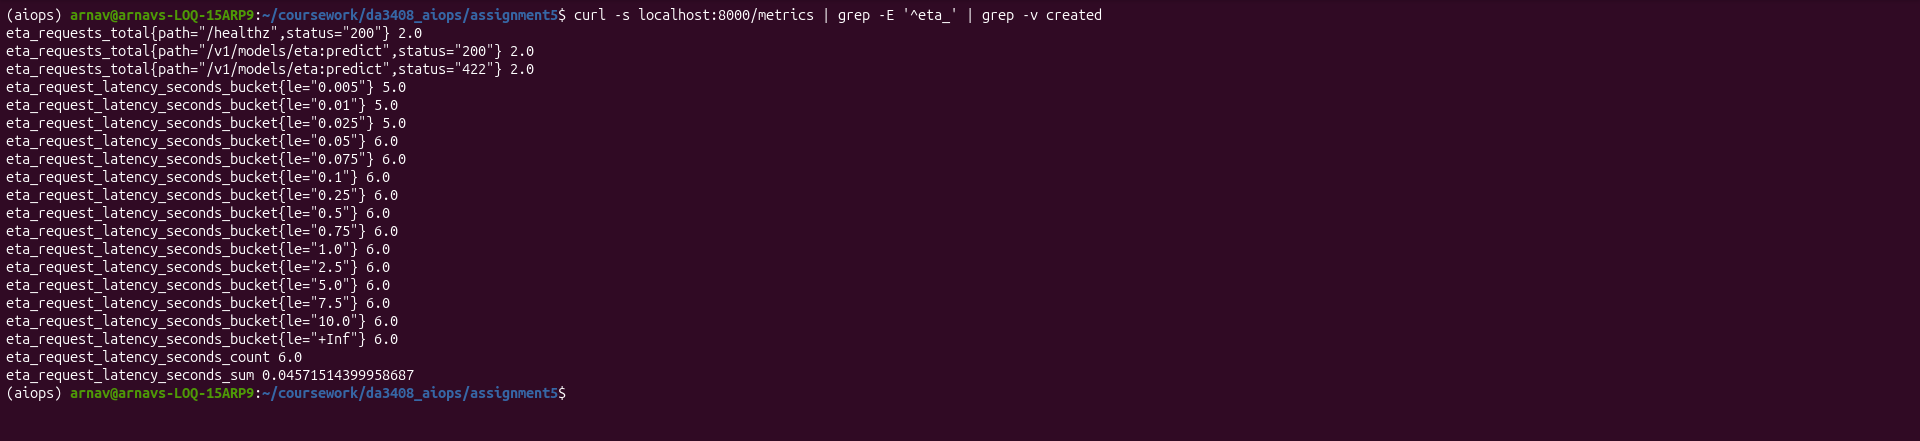 (aiops) arnav@arnavs-LOQ-15ARP9:~/coursework/da3408_aiops/assignment5$ curl -s localhost:8000/metrics | grep -E '^eta_' | grep -v created
eta_requests_total{path="/healthz",status="200"} 2.0
eta_requests_total{path="/v1/models/eta:predict",status="200"} 2.0
eta_requests_total{path="/v1/models/eta:predict",status="422"} 2.0
eta_request_latency_seconds_bucket{le="0.005"} 5.0
eta_request_latency_seconds_bucket{le="0.01"} 5.0
eta_request_latency_seconds_bucket{le="0.025"} 5.0
eta_request_latency_seconds_bucket{le="0.05"} 6.0
eta_request_latency_seconds_bucket{le="0.075"} 6.0
eta_request_latency_seconds_bucket{le="0.1"} 6.0
eta_request_latency_seconds_bucket{le="0.25"} 6.0
eta_request_latency_seconds_bucket{le="0.5"} 6.0
eta_request_latency_seconds_bucket{le="0.75"} 6.0
eta_request_latency_seconds_bucket{le="1.0"} 6.0
eta_request_latency_seconds_bucket{le="2.5"} 6.0
eta_request_latency_seconds_bucket{le="5.0"} 6.0
eta_request_latency_seconds_bucket{le="7.5"} 6.0
eta_request_latency_seconds_bucket{le="10.0"} 6.0
eta_request_latency_seconds_bucket{le="+Inf"} 6.0
eta_request_latency_seconds_count 6.0
eta_request_latency_seconds_sum 0.04571514399958687
(aiops) arnav@arnavs-LOQ-15ARP9:~/coursework/da3408_aiops/assignment5$